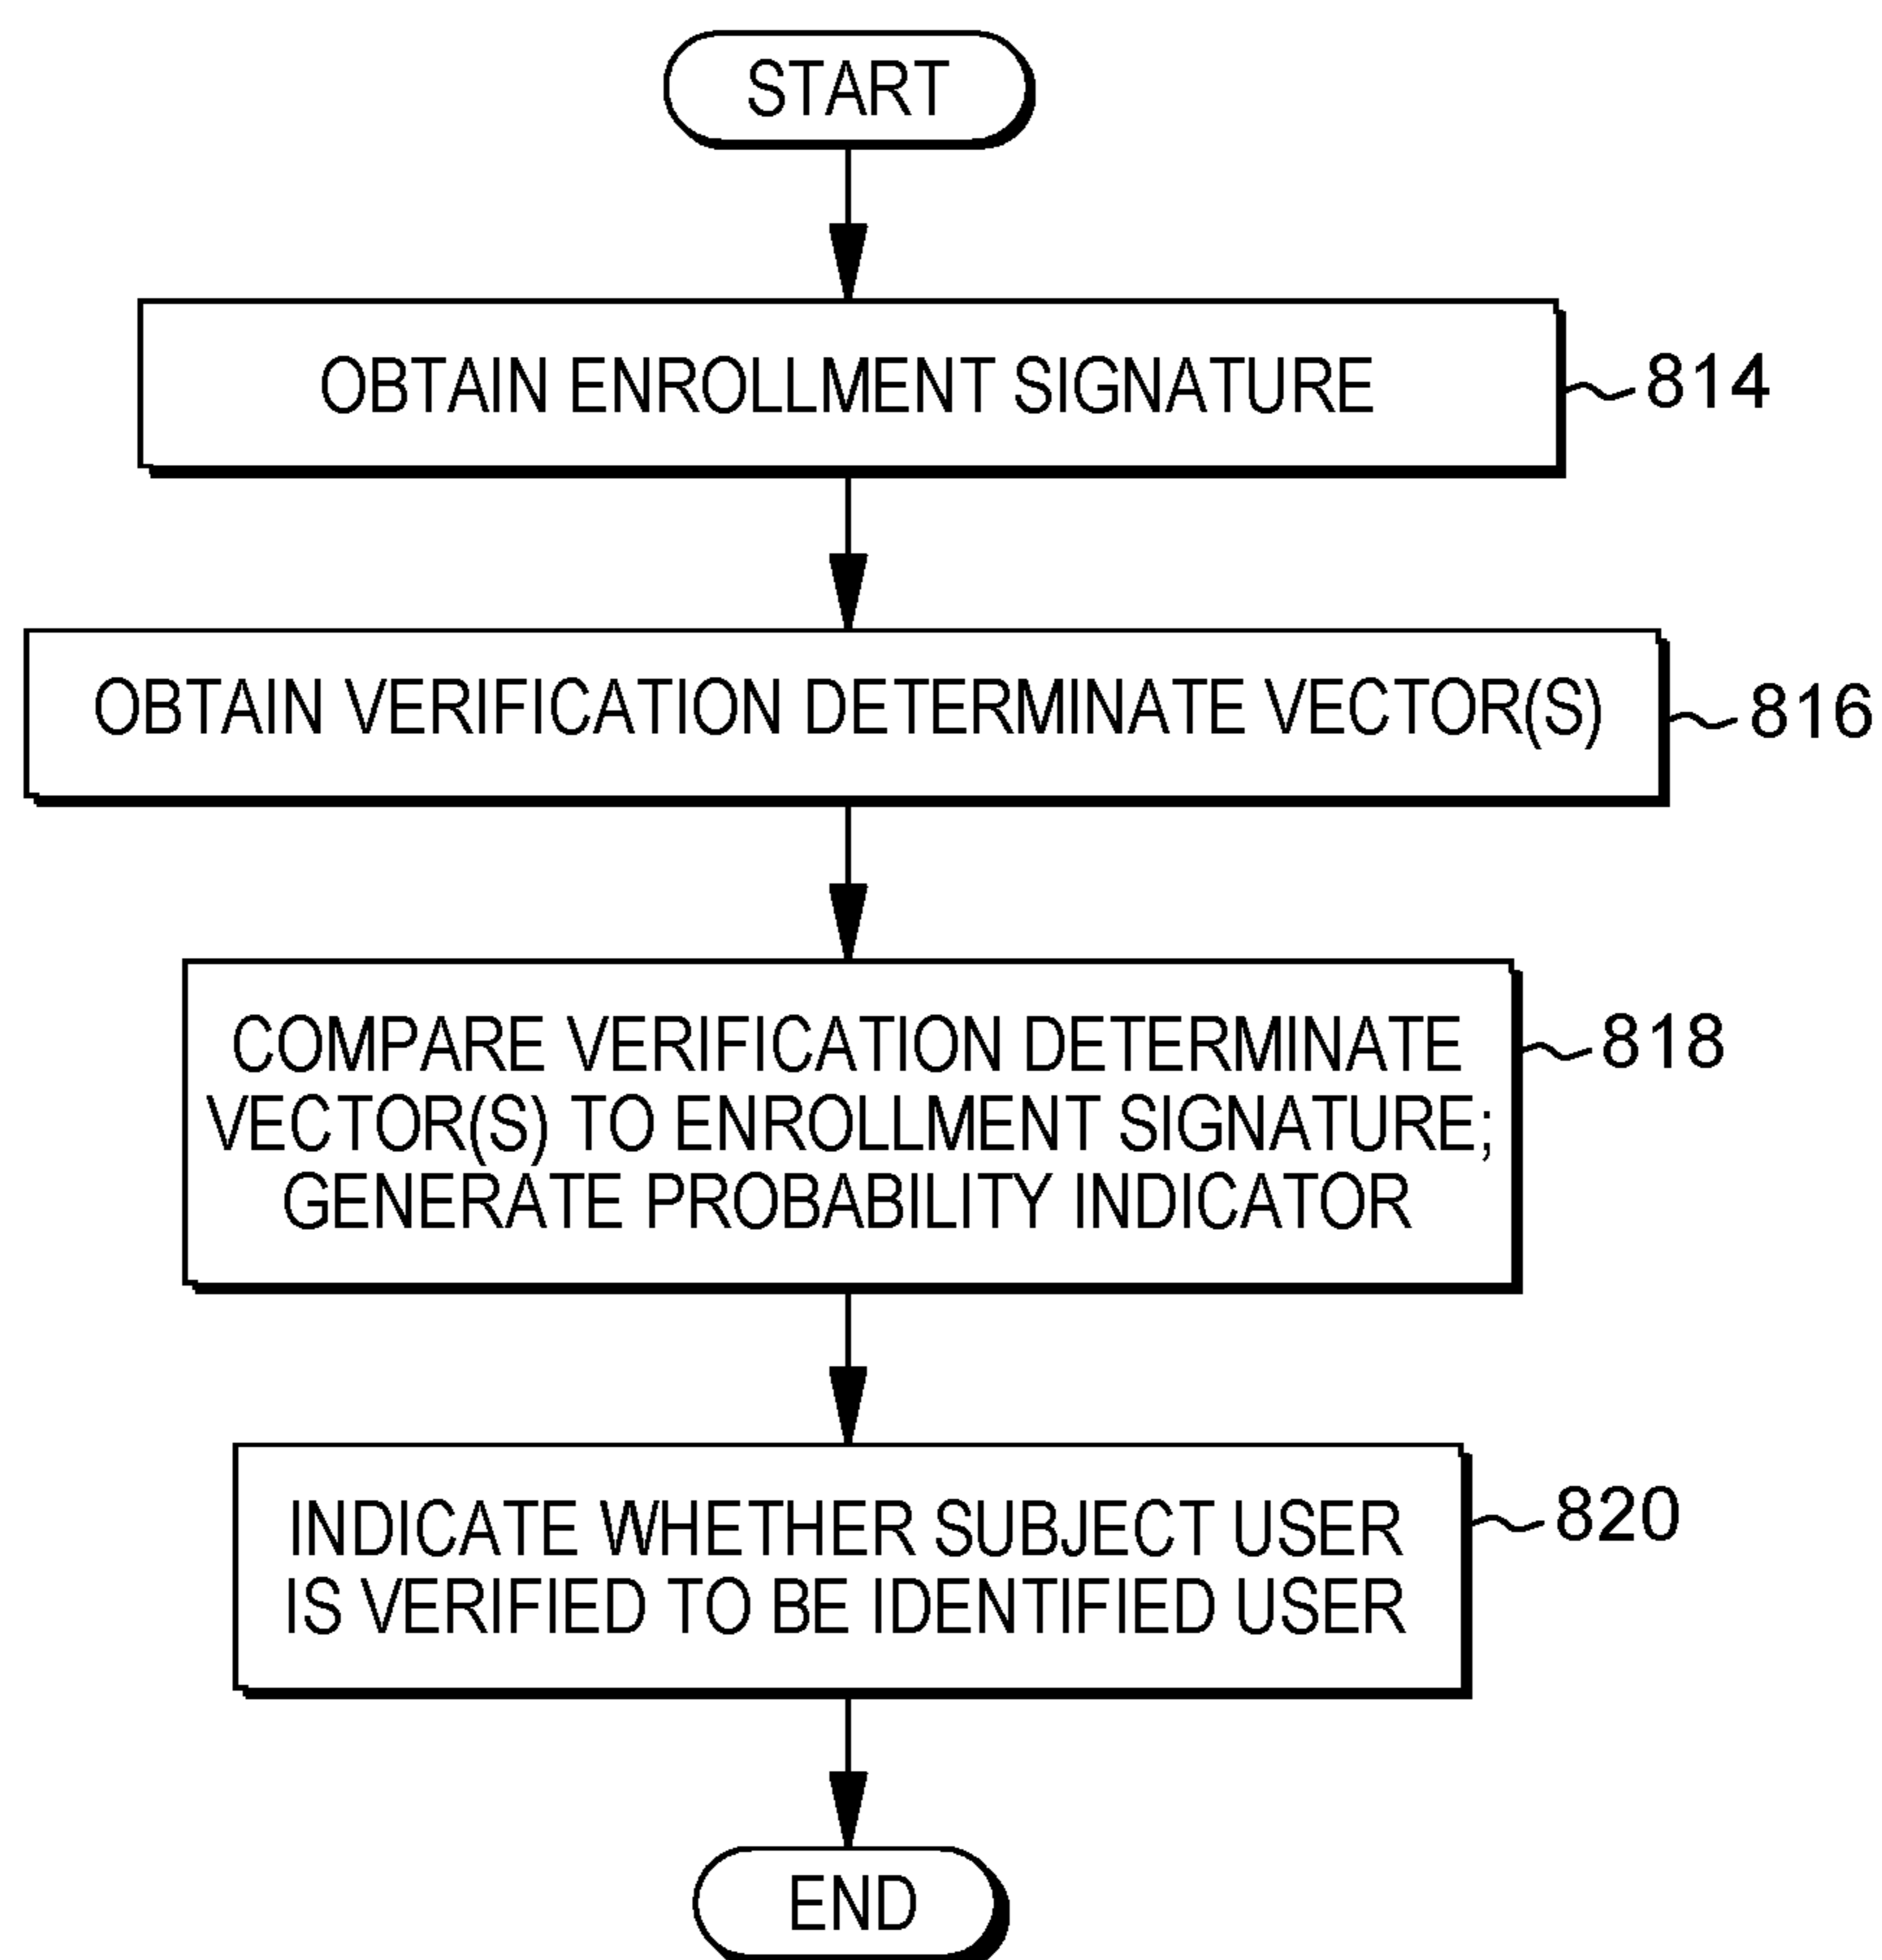 START
OBTAIN ENROLLMENT SIGNATURE
814
OBTAIN VERIFICATION DETERMINATE VECTOR(S)
816
COMPARE VERIFICATION DETERMINATE
VECTOR(S) TO ENROLLMENT SIGNATURE;
GENERATE PROBABILITY INDICATOR
818
INDICATE WHETHER SUBJECT USER
IS VERIFIED TO BE IDENTIFIED USER
820
END